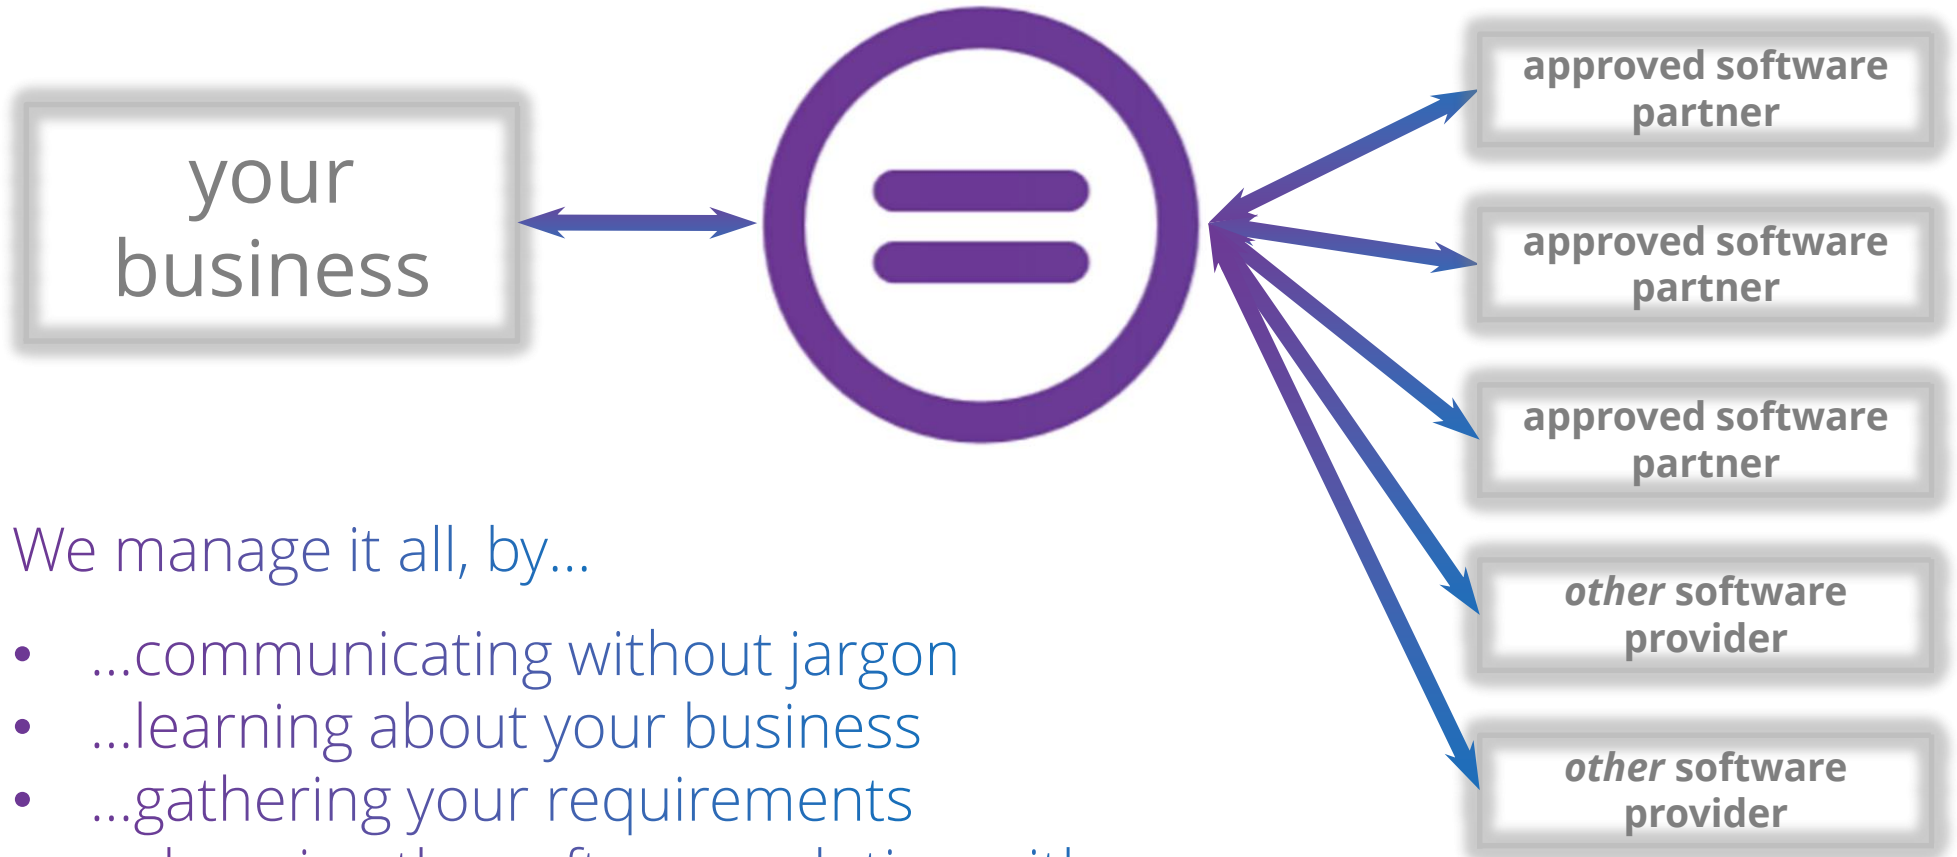 your
business
approved software
partner
approved software
partner
approved software
partner
other software
provider
other software
provider
We manage it all, by...
• ...communicating without jargon
• ...learning about your business
• ...gathering your requirements